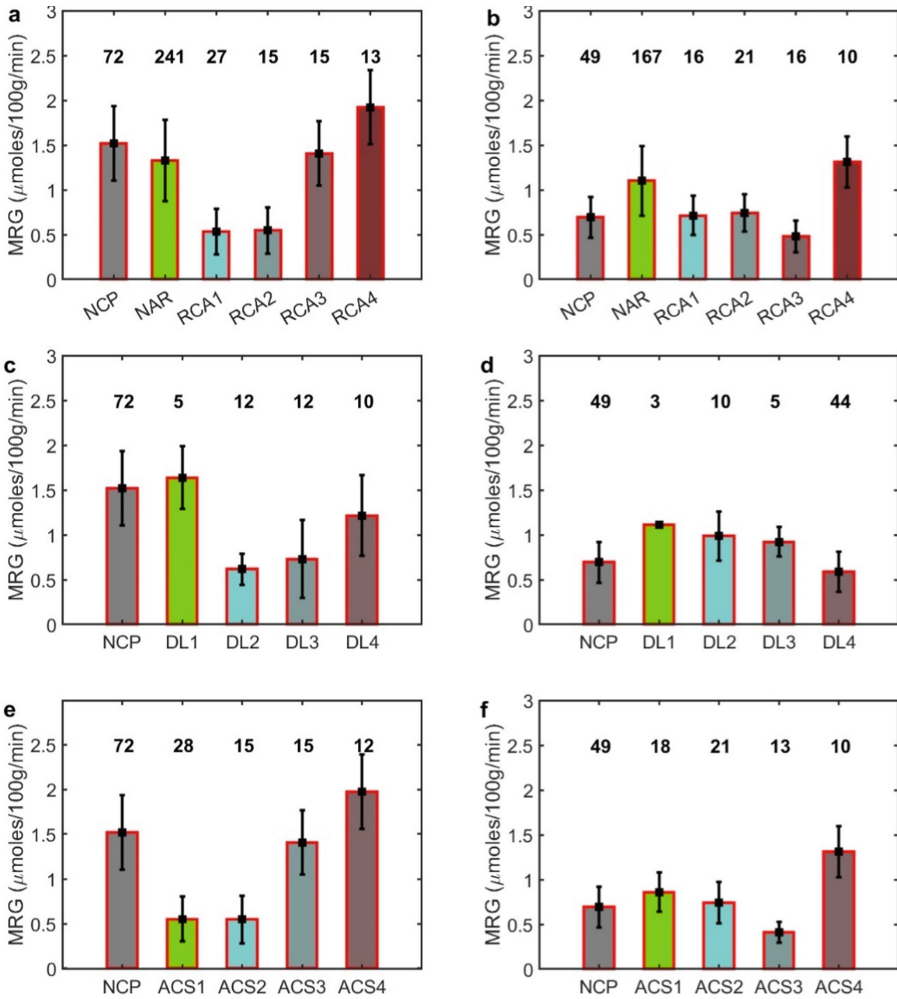 a
MRG (μmoles/100g/min)
3
2.5
2
1.5
1
0.5
0
72 241 27 15 15 13
NCP NAR RCA1 RCA2 RCA3 RCA4
b
MRG (μmoles/100g/min)
3
2.5
2
1.5
1
0.5
0
49 167 16 21 16 10
NCP NAR RCA1 RCA2 RCA3 RCA4
c
MRG (μmoles/100g/min)
3
2.5
2
1.5
1
0.5
0
72 5 12 12 10
NCP DL1 DL2 DL3 DL4
d
MRG (μmoles/100g/min)
3
2.5
2
1.5
1
0.5
0
49 3 10 5 44
NCP DL1 DL2 DL3 DL4
e
MRG (μmoles/100g/min)
2.5
2
1.5
1
0.5
0
72 28 15 15 12
NCP ACS1 ACS2 ACS3 ACS4
f
MRG (μmoles/100g/min)
3
2.5
2
1.5
1
0.5
0
49 18 21 13 10
NCP ACS1 ACS2 ACS3 ACS4